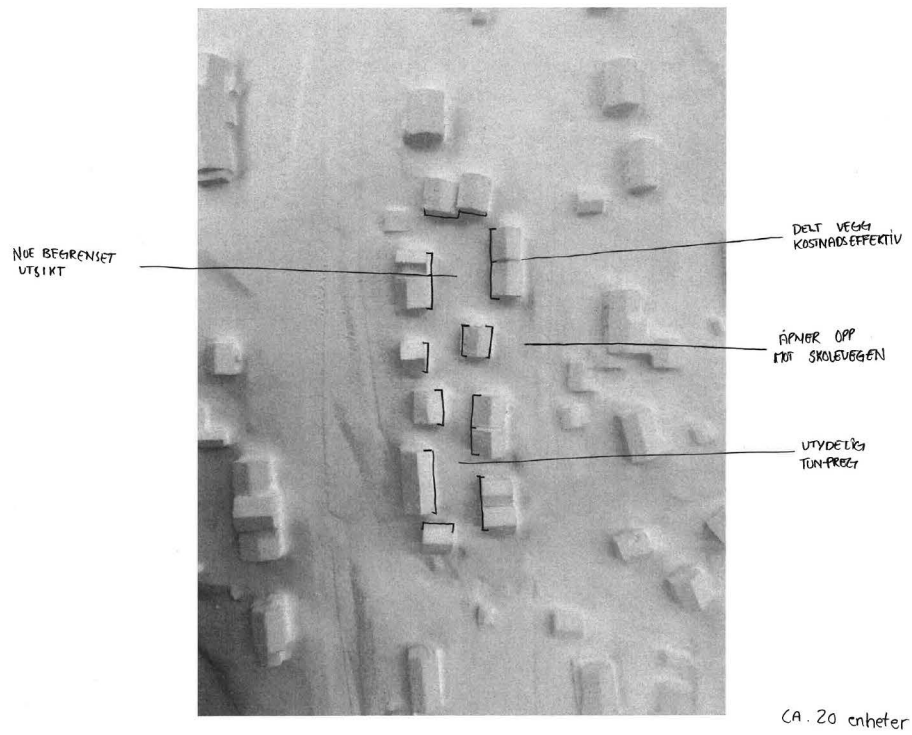 NOE BEGRENSET
UTSIKT
DELT VEGG
KOSTNADSEFFEKTIV
ÅPNER OPP
MOT SKOLEVEGEN
UTYDELIG
TUN-PREG
CA. 20 enheter